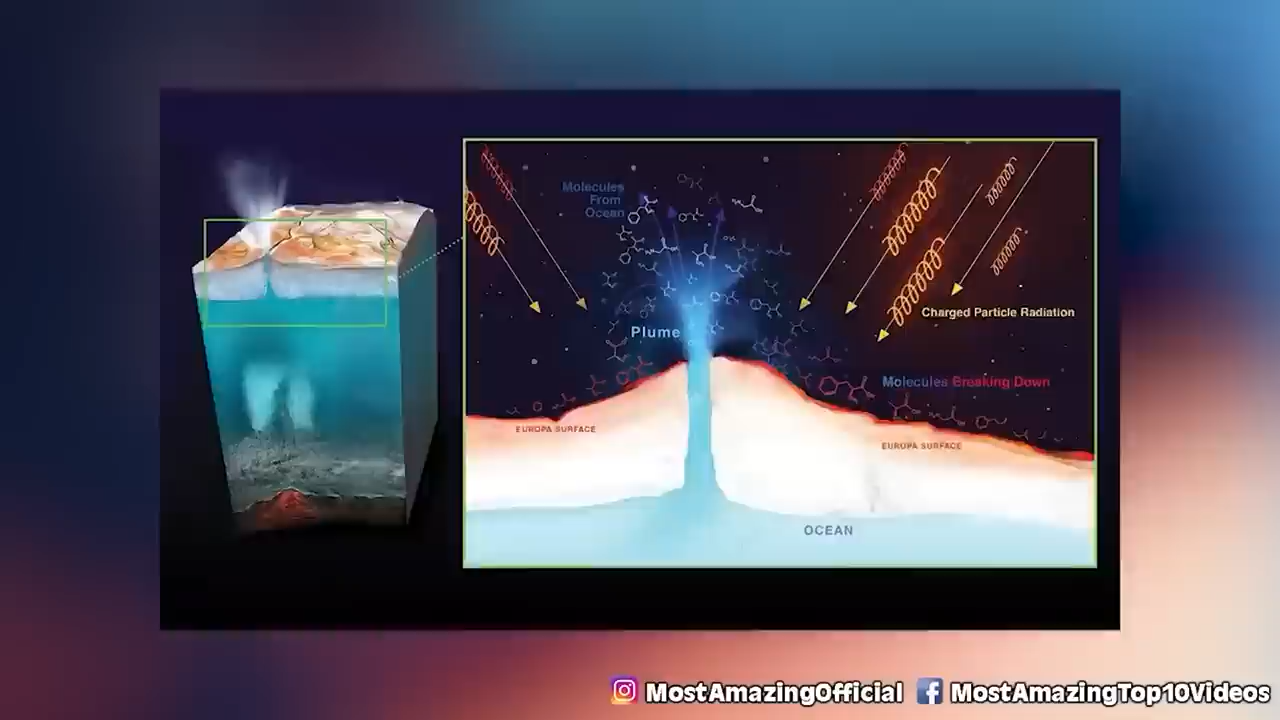 Molecules
From
Ocean
Plume
Charged Particle Radiation
Molecules Breaking Down
EUROPA SURFACE
EUROPA SURFACE
OCEAN
MostAmazingOfficial
MostAmazingTop10Videos